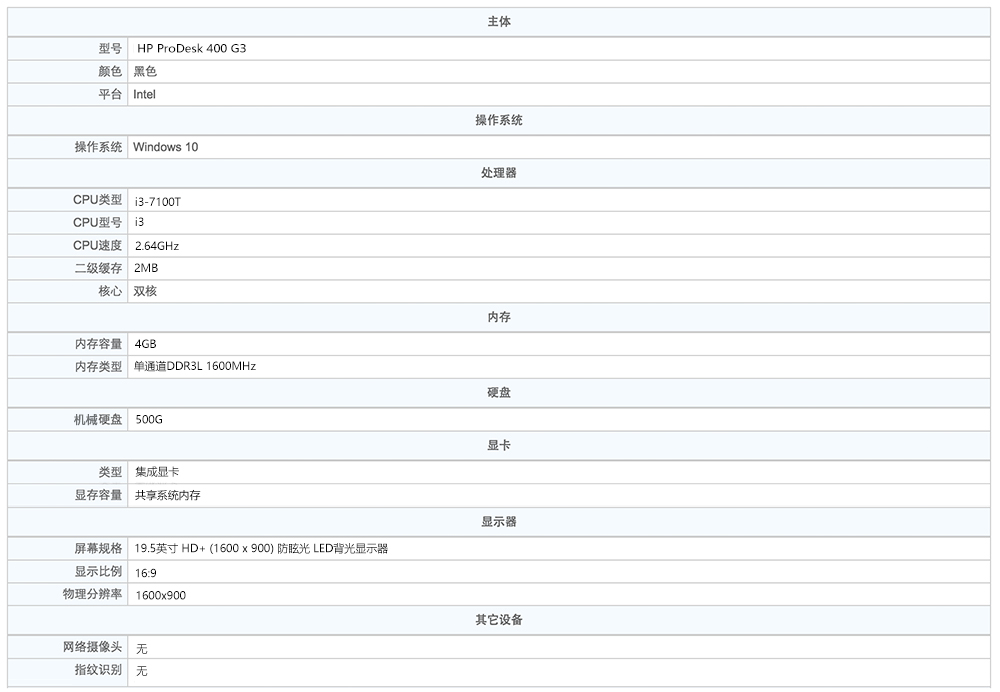 主体
型号 HP ProDesk 400 G3
颜色 黑色
平台 Intel
操作系统
操作系统 Windows 10
处理器
CPU类型 i3-7100T
CPU型号 i3
CPU速度 2.64GHz
二级缓存 2MB
核心 双核
内存
内存容量 4GB
内存类型 单通道DDR3L 1600MHz
硬盘
机械硬盘 500G
显卡
类型 集成显卡
显存容量 共享系统内存
显示器
屏幕规格 19.5英寸 HD+ (1600 x 900) 防眩光 LED背光显示器
显示比例 16:9
物理分辨率 1600x900
其它设备
网络摄像头 无
指纹识别 无